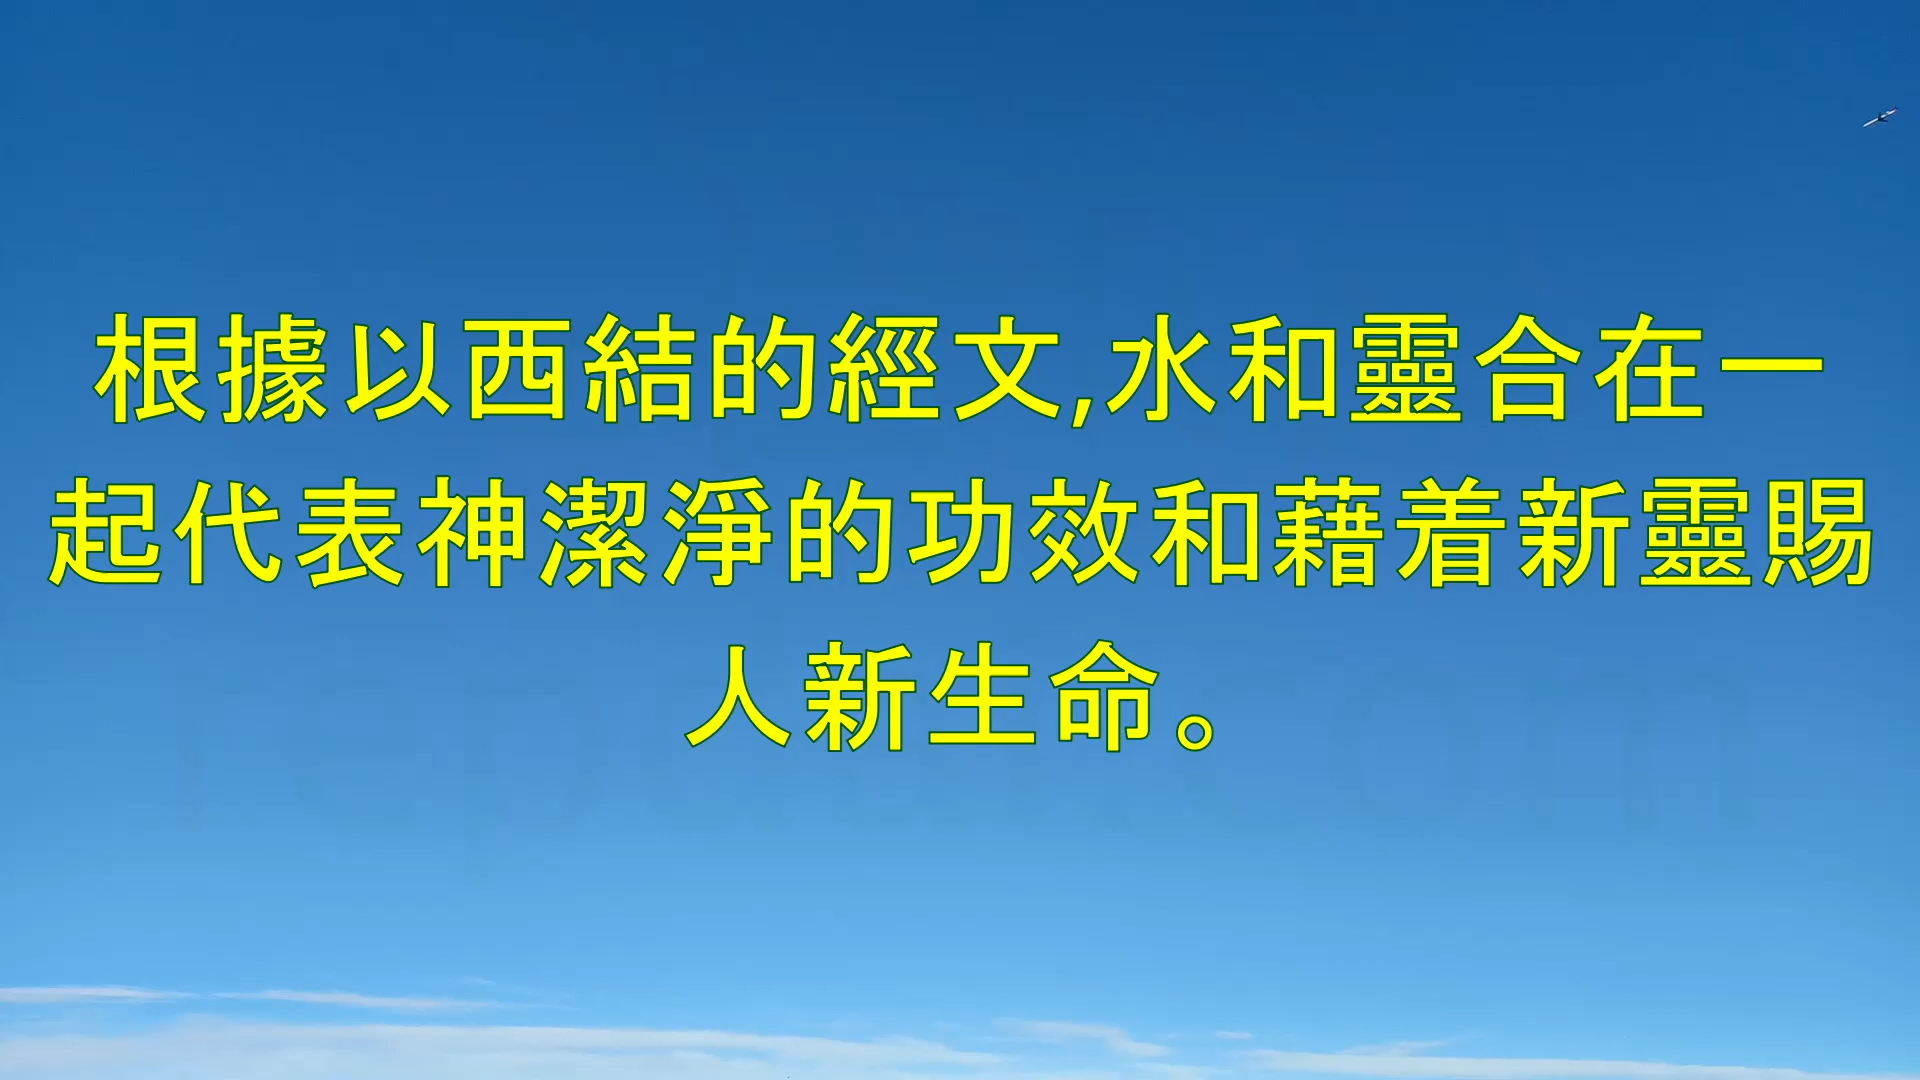 根據以西結的經文,水和靈合在一
起代表神潔淨的功效和藉着新靈賜
人新生命。